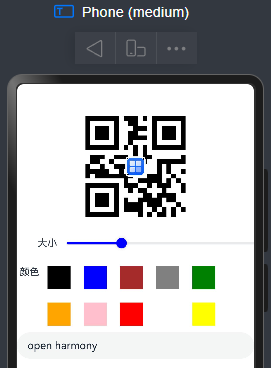 Phone (medium)
大小
颜色
open harmony